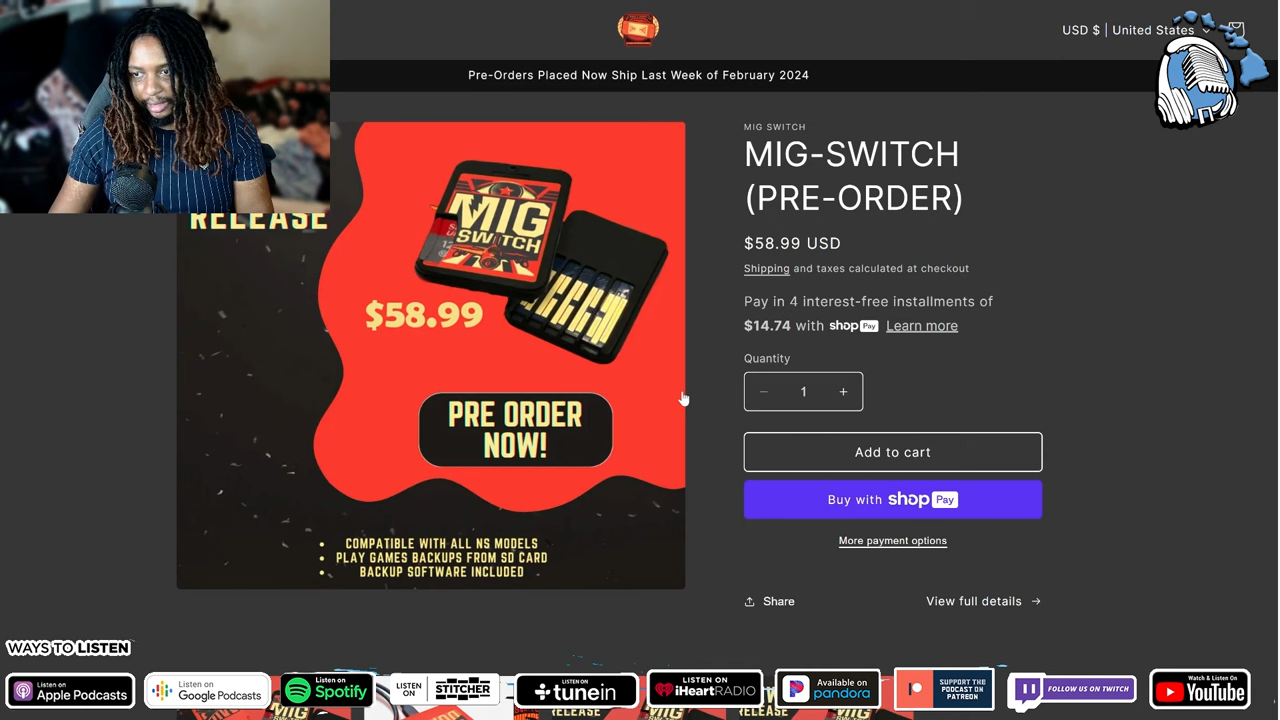 USD $ | United States
Pre-Orders Placed Now Ship Last Week of February 2024
RELEASE
MIG
SWITCH
$58.99
PRE ORDER
NOW!
COMPATIBLE WITH ALL NS MODELS
PLAY GAMES BACKUPS FROM SD CARD
BACKUP SOFTWARE INCLUDED
MIG SWITCH
MIG-SWITCH
(PRE-ORDER)
$58.99 USD
Shipping and taxes calculated at checkout
Pay in 4 interest-free installments of
$14.74 with shop Pay Learn more
Quantity
− 1 +
Add to cart
Buy with shop Pay
More payment options
Share
View full details →
WAYS TO LISTEN
Listen on
Apple Podcasts
Listen on
Google Podcasts
Listen on
Spotify
LISTEN
ON
STITCHER
LISTEN ON
tunein
LISTEN ON
iHeartRADIO
Available on
pandora
SUPPORT
THE PODCAST
ON PATREON
FOLLOW US ON TWITCH
Watch & Listen On
YouTube
RELEASE
RELEASE